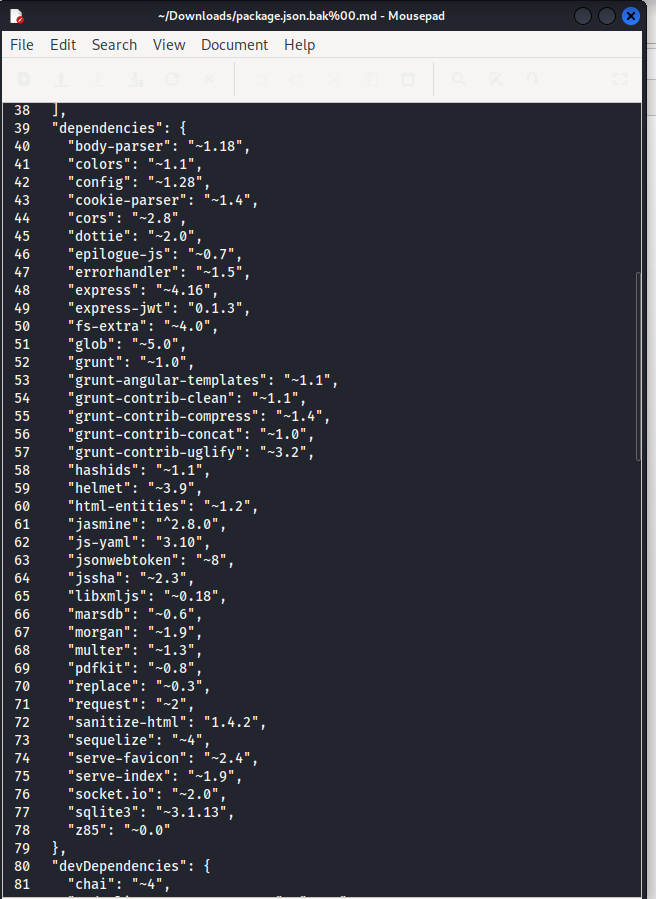 ~/Downloads/package.json.bak%00.md - Mousepad
File Edit Search View Document Help
38 ],
39 "dependencies": {
40 "body-parser": "~1.18",
41 "colors": "~1.1",
42 "config": "~1.28",
43 "cookie-parser": "~1.4",
44 "cors": "~2.8",
45 "dottie": "~2.0",
46 "epilogue-js": "~0.7",
47 "errorhandler": "~1.5",
48 "express": "~4.16",
49 "express-jwt": "0.1.3",
50 "fs-extra": "~4.0",
51 "glob": "~5.0",
52 "grunt": "~1.0",
53 "grunt-angular-templates": "~1.1",
54 "grunt-contrib-clean": "~1.1",
55 "grunt-contrib-compress": "~1.4",
56 "grunt-contrib-concat": "~1.0",
57 "grunt-contrib-uglify": "~3.2",
58 "hashids": "~1.1",
59 "helmet": "~3.9",
60 "html-entities": "~1.2",
61 "jasmine": "^2.8.0",
62 "js-yaml": "3.10",
63 "jsonwebtoken": "~8",
64 "jssha": "~2.3",
65 "libxmljs": "~0.18",
66 "marsdb": "~0.6",
67 "morgan": "~1.9",
68 "multer": "~1.3",
69 "pdfkit": "~0.8",
70 "replace": "~0.3",
71 "request": "~2",
72 "sanitize-html": "1.4.2",
73 "sequelize": "~4",
74 "serve-favicon": "~2.4",
75 "serve-index": "~1.9",
76 "socket.io": "~2.0",
77 "sqlite3": "~3.1.13",
78 "z85": "~0.0"
79 },
80 "devDependencies": {
81 "chai": "~4",